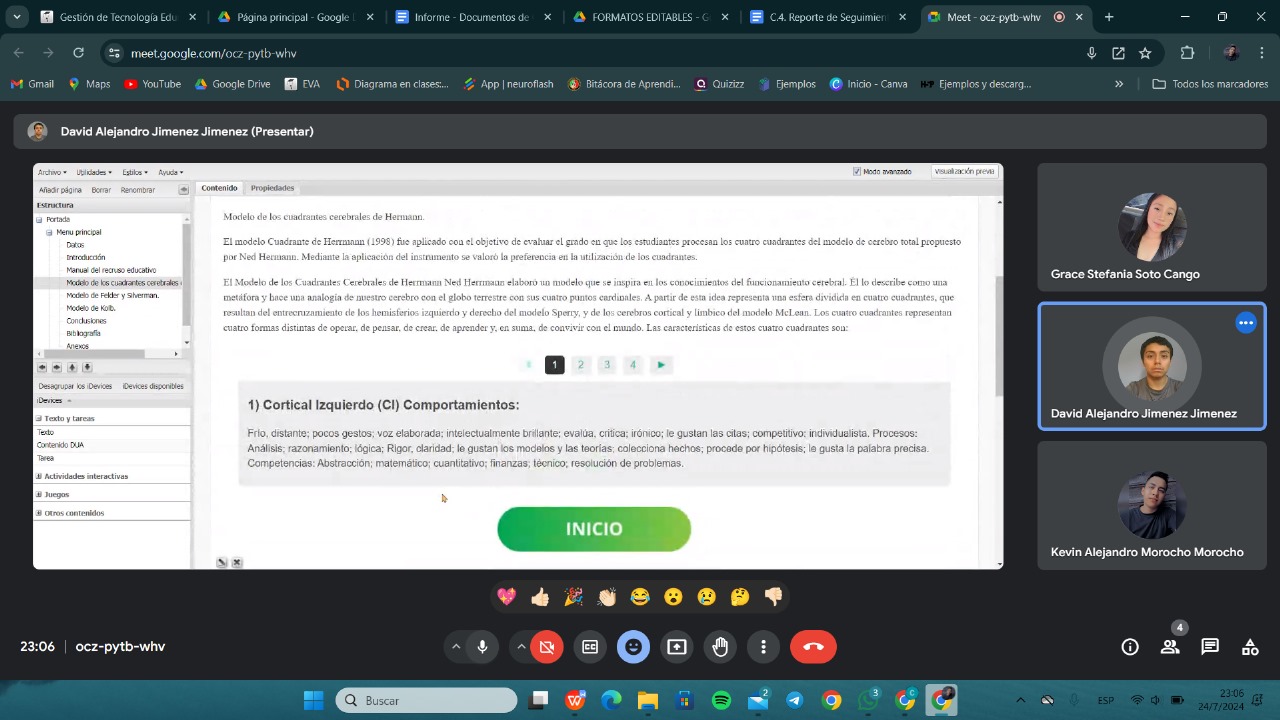 Gestión de Tecnología Edu
Página principal - Google
Informe - Documentos de
FORMATOS EDITABLES - G
C.4. Reporte de Seguimien
Meet - ocz-pytb-whv
meet.google.com/ocz-pytb-whv
Gmail
Maps
YouTube
Google Drive
EVA
Diagrama en clases:...
App | neuroflash
Bitácora de Aprendi...
Quizizz
Ejemplos
Inicio - Canva
Ejemplos y descarg...
Todos los marcadores
David Alejandro Jimenez Jimenez (Presentar)
Archivo
Utilidades
Estilos
Ayuda
Modo avanzado
Visualización previa
Añadir página
Borrar
Renombrar
Contenido
Propiedades
Estructura
Portada
Menu principal
Datos
Introducción
Manual del recruso educativo
Modelo de los cuadrantes cerebrales
Modelo de Felder y Silverman.
Modelo de Kolb.
Conclusiones
Bibliografía
Anexos
Desagrupar los iDevices
iDevices disponibles
iDevices
Texto y tareas
Texto
Contenido DUA
Tarea
Actividades interactivas
Juegos
Otros contenidos
Modelo de los cuadrantes cerebrales de Hermann.
El modelo Cuadrante de Herrmann (1998) fue aplicado con el objetivo de evaluar el grado en que los estudiantes procesan los cuatro cuadrantes del modelo de cerebro total propuesto
por Ned Hermann. Mediante la aplicación del instrumento se valoró la preferencia en la utilización de los cuadrantes.
El Modelo de los Cuadrantes Cerebrales de Herrmann Ned Herrmann elaboró un modelo que se inspira en los conocimientos del funcionamiento cerebral. Él lo describe como una
metáfora y hace una analogía de nuestro cerebro con el globo terrestre con sus cuatro puntos cardinales. A partir de esta idea representa una esfera dividida en cuatro cuadrantes, que
resultan del entrecruzamiento de los hemisferios izquierdo y derecho del modelo Sperry, y de los cerebros cortical y límbico del modelo McLean. Los cuatro cuadrantes representan
cuatro formas distintas de operar, de pensar, de crear, de aprender y, en suma, de convivir con el mundo. Las características de estos cuatro cuadrantes son:
1 2 3 4
1) Cortical Izquierdo (CI) Comportamientos:
Frío, distante; pocos gestos; voz elaborada; intelectualmente brillante; evalúa, critica; irónico; le gustan las citas; competitivo; individualista. Procesos:
Análisis; razonamiento; lógica; Rigor, claridad; le gustan los modelos y las teorías; colecciona hechos; procede por hipótesis; le gusta la palabra precisa.
Competencias: Abstracción; matemático; cuantitativo; finanzas; técnico; resolución de problemas.
INICIO
Grace Stefania Soto Cango
David Alejandro Jimenez Jimenez
Kevin Alejandro Morocho Morocho
23:06
ocz-pytb-whv
4
Buscar
2
3
ESP
23:06
24/7/2024